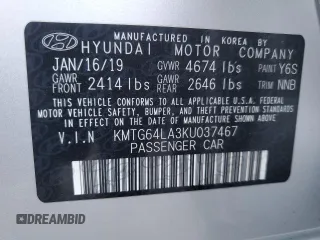 MANUFACTURED IN KOREA BY
HYUNDAI MOTOR COMPANY
JAN/16/19 GVWR 4674 lbs PAINT Y6S
GAWR FRONT 2414 lbs GAWR REAR 2646 lbs TRIM NNB
THIS VEHICLE CONFORMS TO ALL APPLICABLE U.S. FEDERAL
MOTOR VEHICLE SAFETY, BUMPER, AND THEFT PREVENTION
STANDARDS IN EFFECT ON THE DATE OF MANUFACTURE SHOWN ABOVE.
V.I.N KMTG64LA3KU037467
PASSENGER CAR
DREAMBID